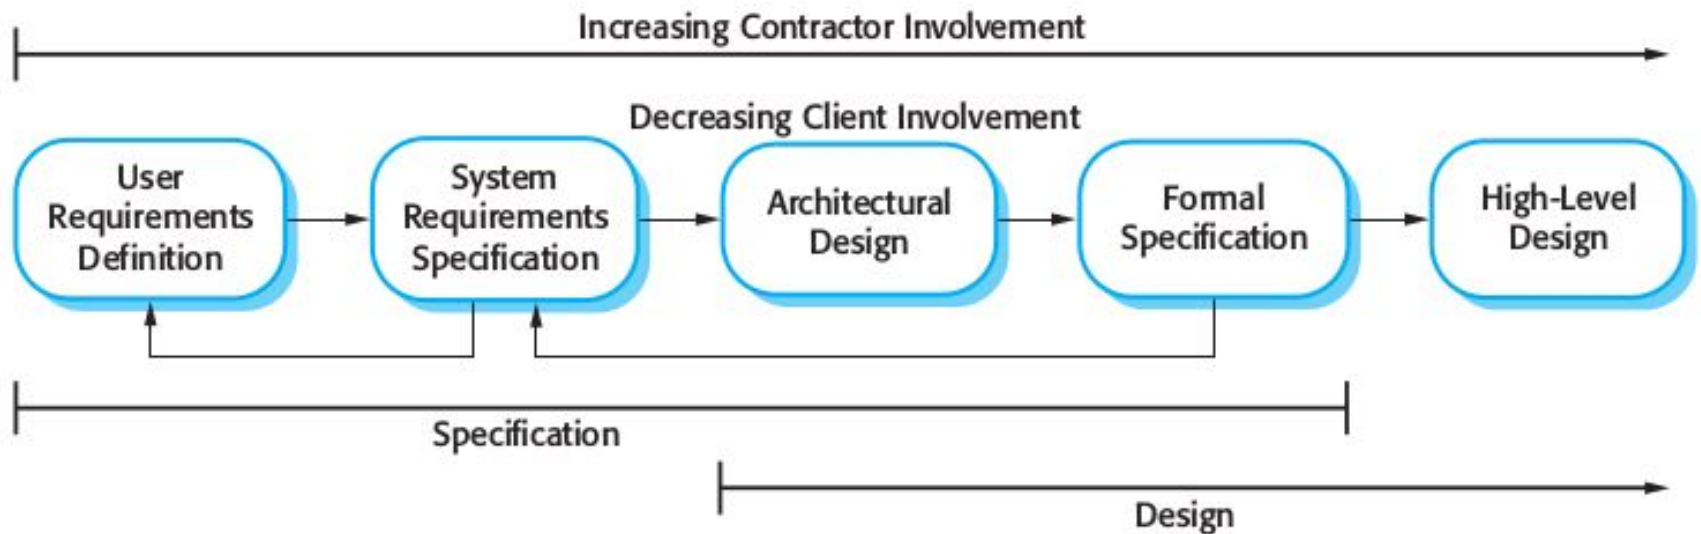 Increasing Contractor Involvement
Decreasing Client Involvement
User
Requirements
Definition
System
Requirements
Specification
Architectural
Design
Formal
Specification
High-Level
Design
Specification
Design